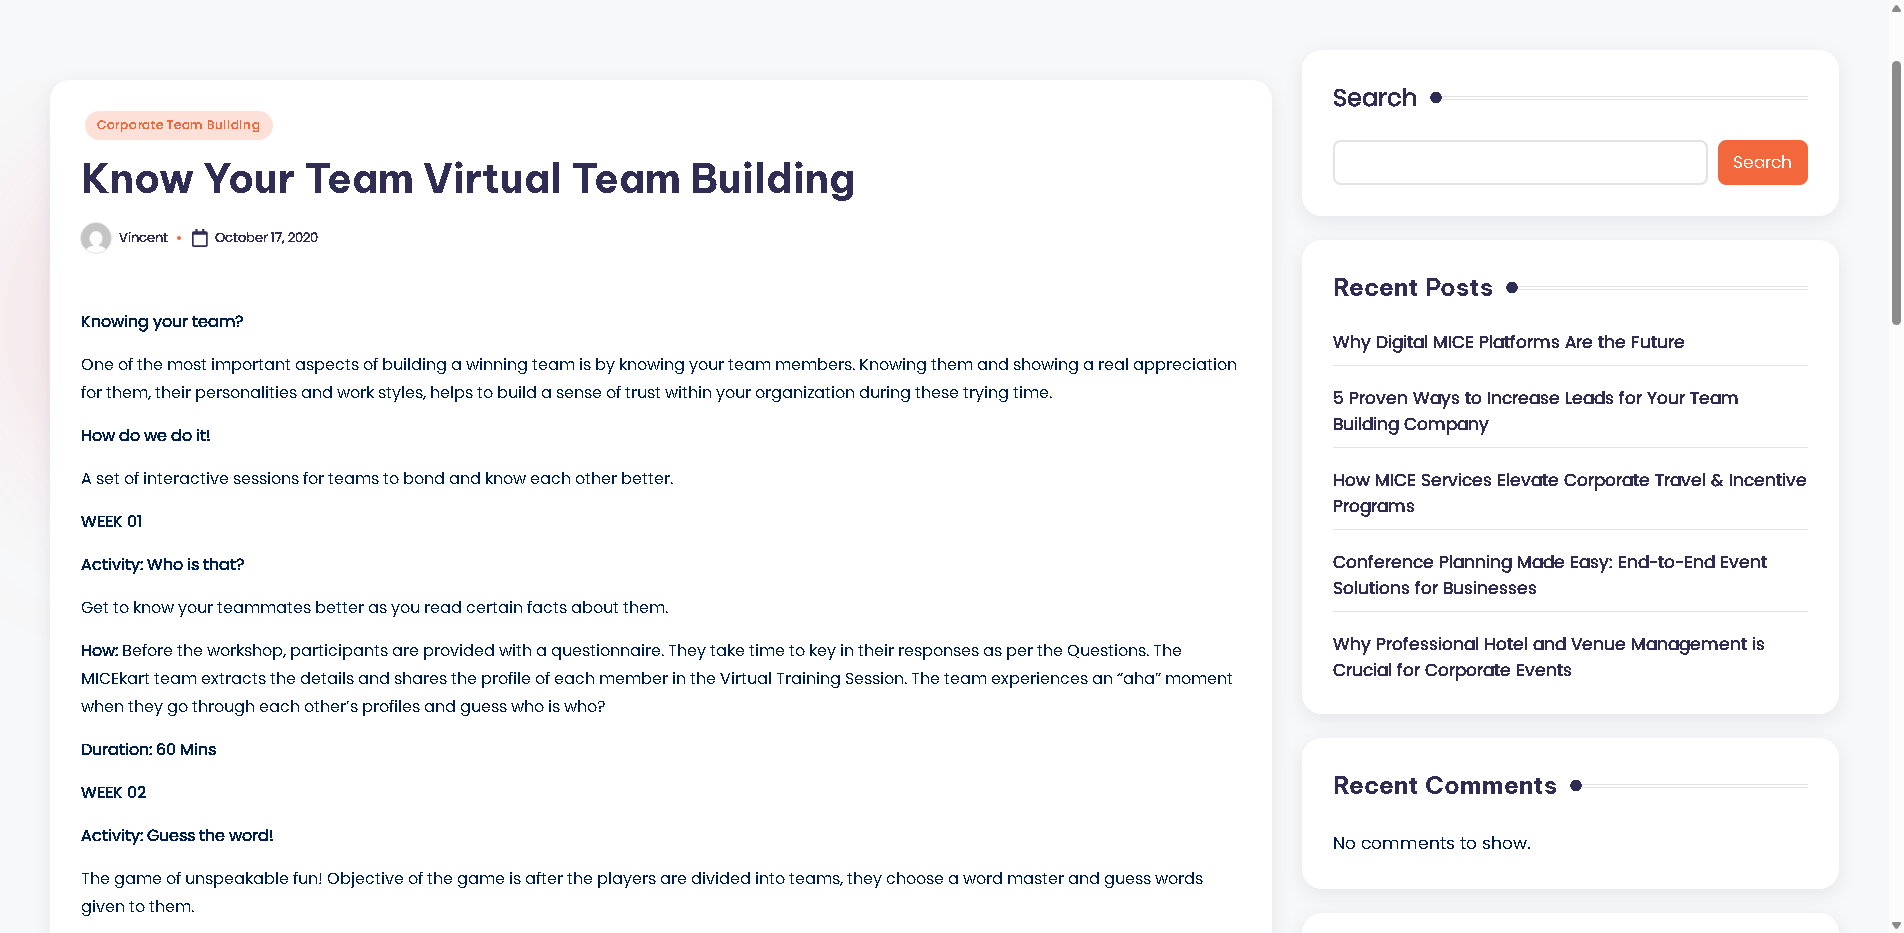 Corporate Team Building
Know Your Team Virtual Team Building
Vincent • October 17, 2020
Knowing your team?
One of the most important aspects of building a winning team is by knowing your team members. Knowing them and showing a real appreciation
for them, their personalities and work styles, helps to build a sense of trust within your organization during these trying time.
How do we do it!
A set of interactive sessions for teams to bond and know each other better.
WEEK 01
Activity: Who is that?
Get to know your teammates better as you read certain facts about them.
How: Before the workshop, participants are provided with a questionnaire. They take time to key in their responses as per the Questions. The
MICEkart team extracts the details and shares the profile of each member in the Virtual Training Session. The team experiences an “aha” moment
when they go through each other’s profiles and guess who is who?
Duration: 60 Mins
WEEK 02
Activity: Guess the word!
The game of unspeakable fun! Objective of the game is after the players are divided into teams, they choose a word master and guess words
given to them.
Search
Search
Recent Posts
Why Digital MICE Platforms Are the Future
5 Proven Ways to Increase Leads for Your Team
Building Company
How MICE Services Elevate Corporate Travel & Incentive
Programs
Conference Planning Made Easy: End-to-End Event
Solutions for Businesses
Why Professional Hotel and Venue Management is
Crucial for Corporate Events
Recent Comments
No comments to show.